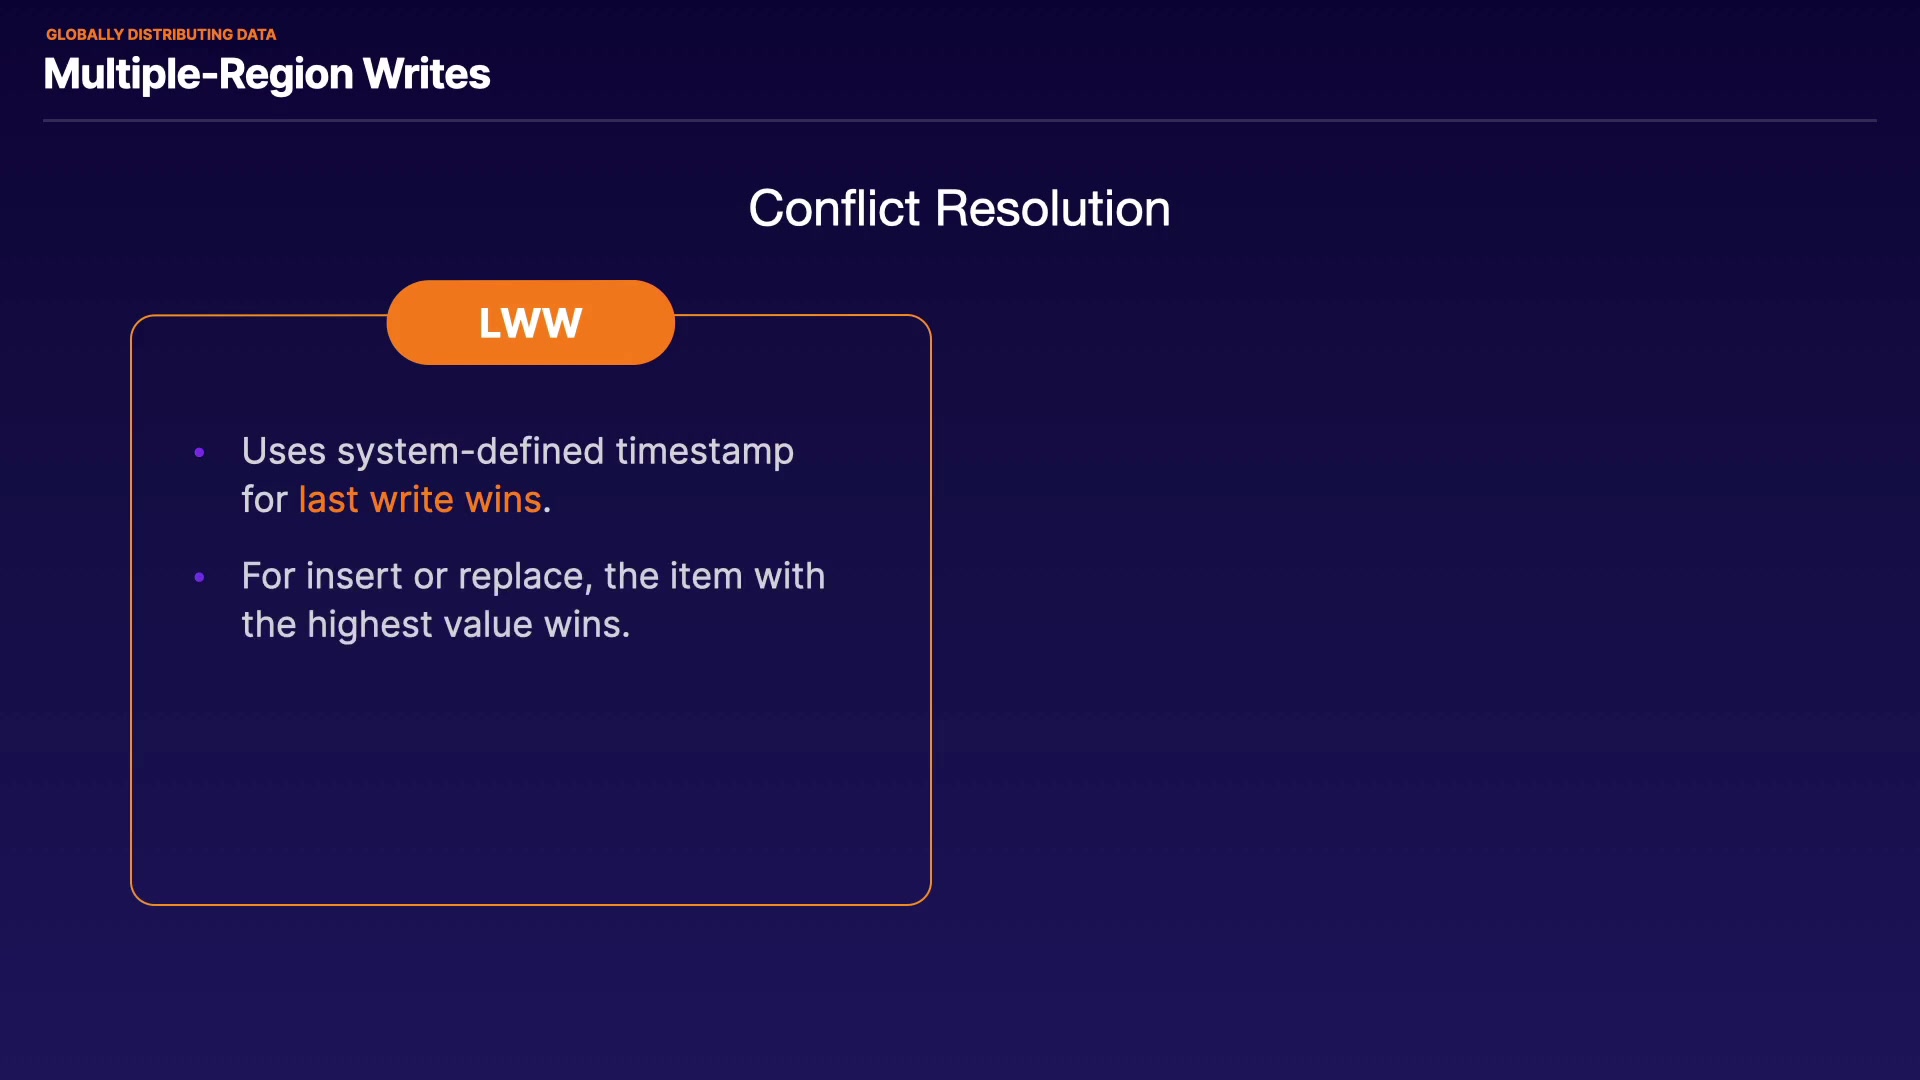 GLOBALLY DISTRIBUTING DATA
Multiple-Region Writes
Conflict Resolution
LWW
• Uses system-defined timestamp
for last write wins.
• For insert or replace, the item with
the highest value wins.